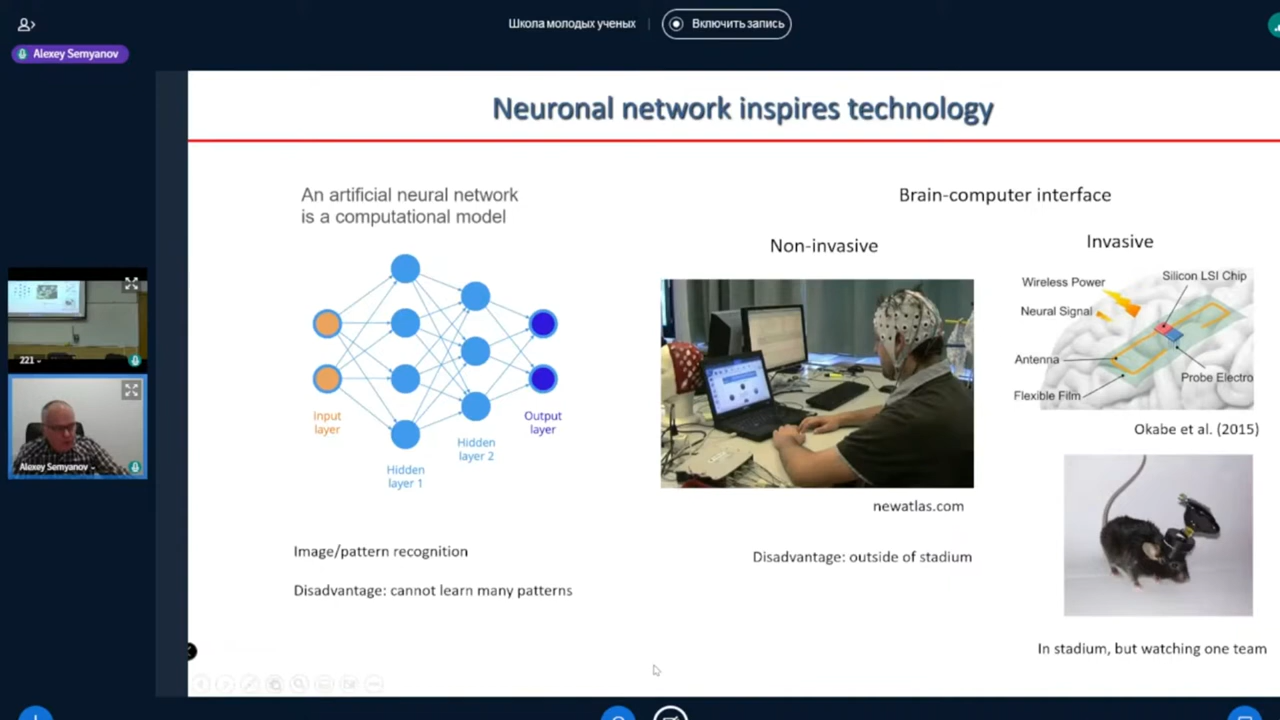 Школа молодых ученых
Включить запись
Alexey Semyanov
Neuronal network inspires technology
An artificial neural network
is a computational model
Input
layer
Hidden
layer 1
Hidden
layer 2
Output
layer
Image/pattern recognition
Disadvantage: cannot learn many patterns
Brain-computer interface
Non-invasive
newatlas.com
Disadvantage: outside of stadium
Invasive
Silicon LSI Chip
Wireless Power
Neural Signal
Antenna
Probe Electro
Flexible Film
Okabe et al. (2015)
In stadium, but watching one team
221
Alexey Semyanov